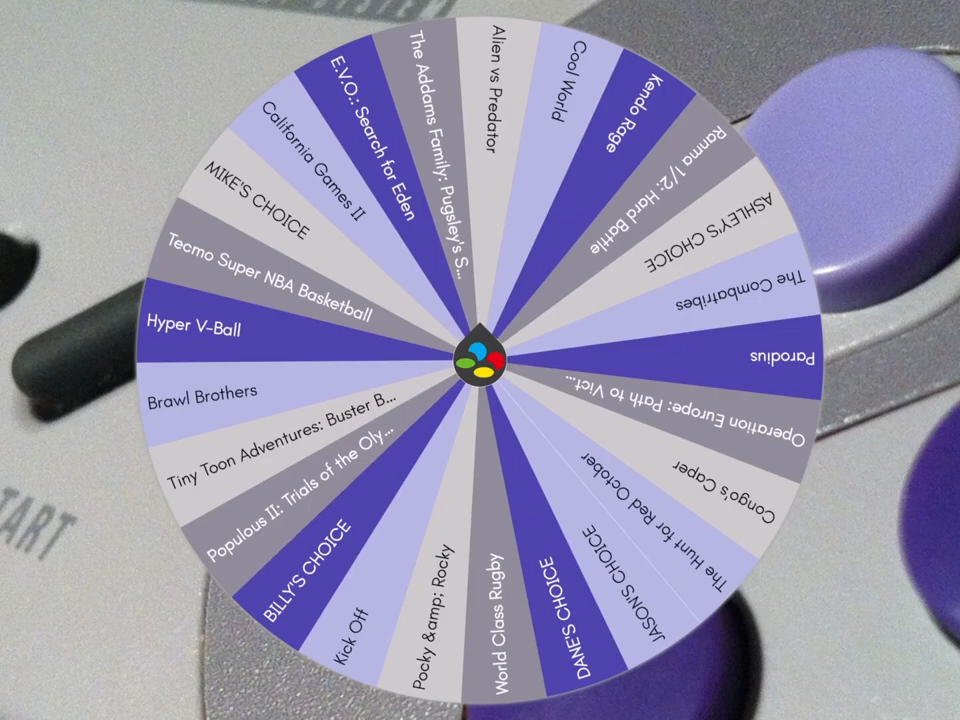 SYSTEM
Alien vs Predator
Cool World
Kendo Rage
Ranma 1/2: Hard Battle
ASHLEY'S CHOICE
The Combatribes
Parodius
Operation Europe: Path to Vict...
Congo's Caper
The Hunt for Red October
JASON'S CHOICE
DANE'S CHOICE
World Class Rugby
Pocky &amp; Rocky
Kick Off
BILLY'S CHOICE
Populous II: Trials of the Oly...
Tiny Toon Adventures: Buster B...
Brawl Brothers
Hyper V-Ball
Tecmo Super NBA Basketball
MIKE'S CHOICE
California Games II
E.V.O.: Search for Eden
The Addams Family: Pugsley's S...
TART